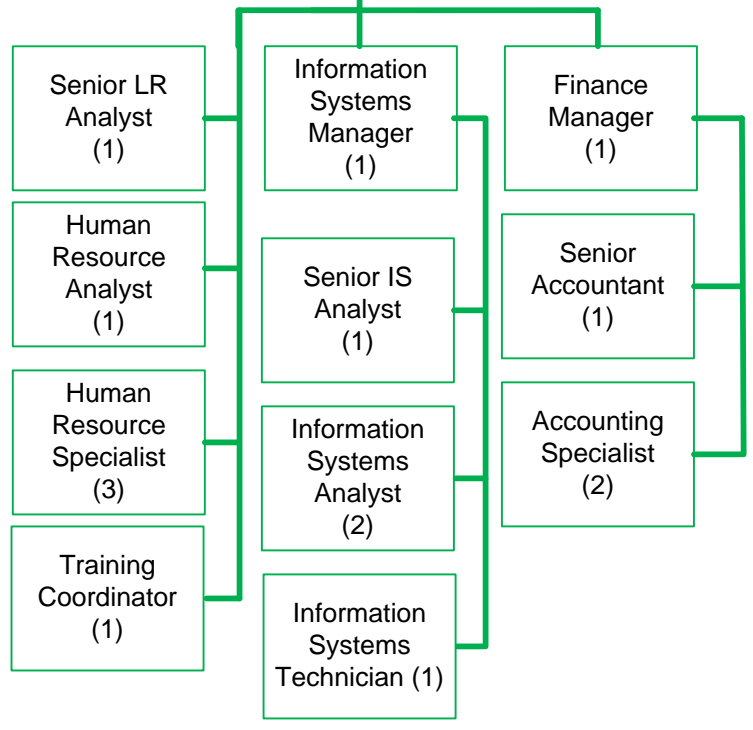 Senior LR
Analyst
(1)
Human
Resource
Analyst
(1)
Human
Resource
Specialist
(3)
Training
Coordinator
(1)
Information
Systems
Manager
(1)
Senior IS
Analyst
(1)
Information
Systems
Analyst
(2)
Information
Systems
Technician (1)
Finance
Manager
(1)
Senior
Accountant
(1)
Accounting
Specialist
(2)